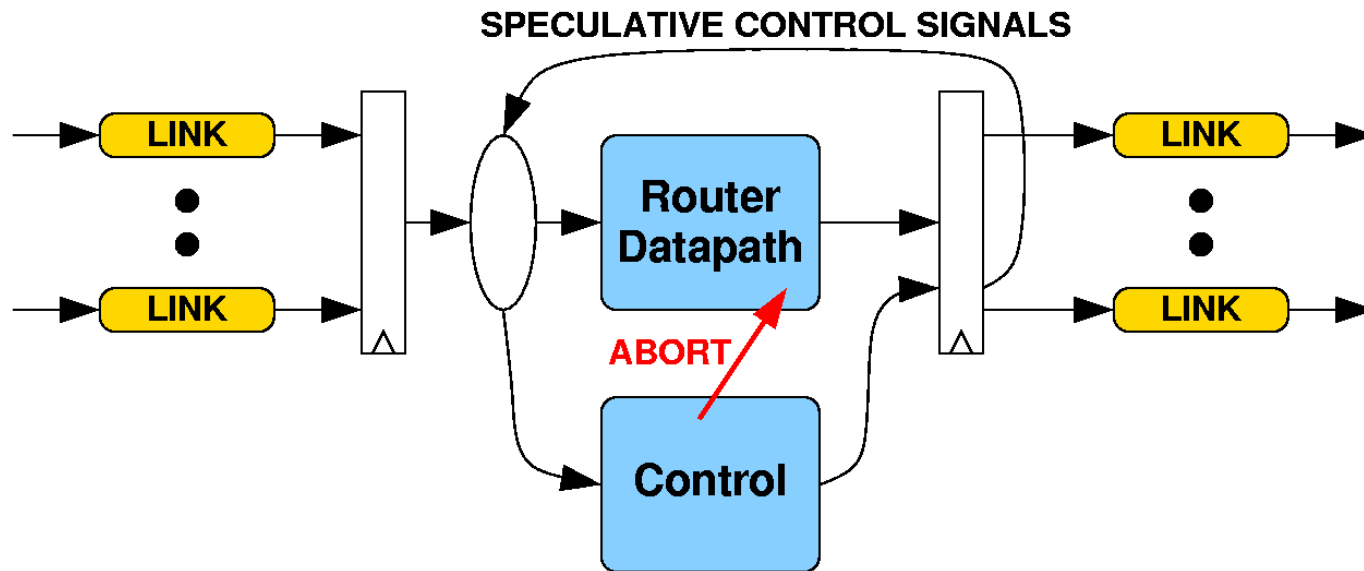 SPECULATIVE CONTROL SIGNALS
LINK
LINK
Router
Datapath
LINK
LINK
ABORT
Control